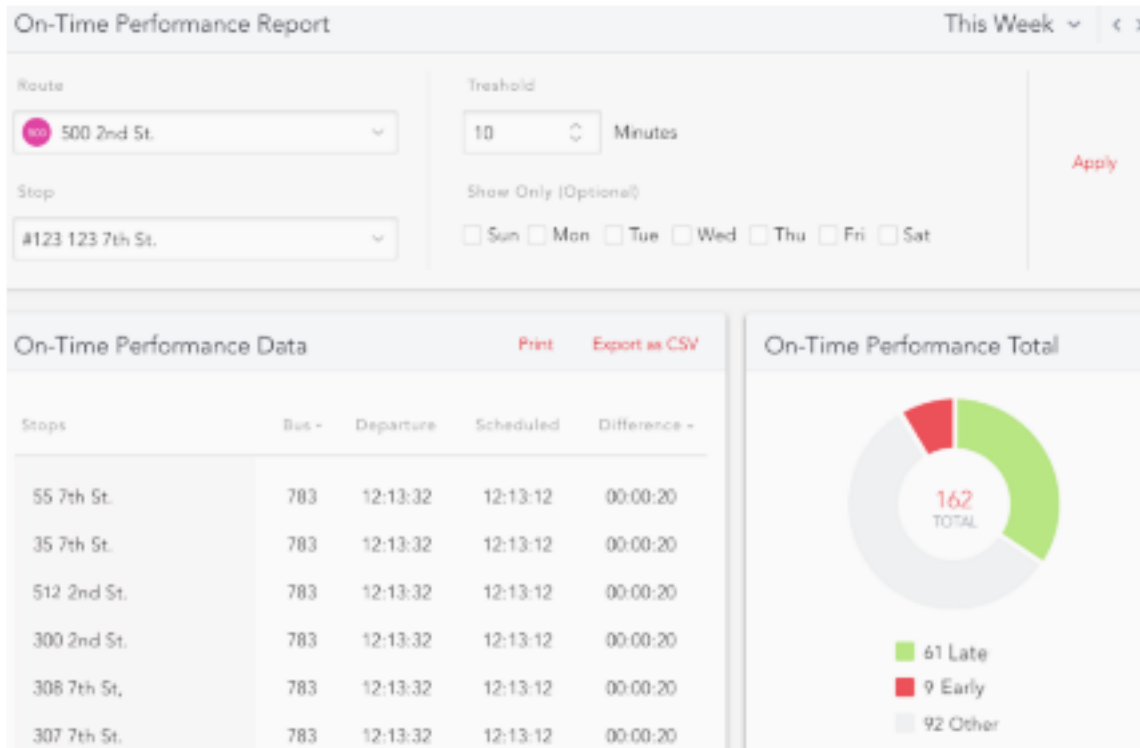 On-Time Performance Report
This Week
Route
Treshold
500
500 2nd St.
10
Minutes
Apply
Stop
Show Only (Optional)
#123 123 7th St.
Sun Mon Tue Wed Thu Fri Sat
On-Time Performance Data
Print
Export as CSV
On-Time Performance Total
Stops Bus Departure Scheduled Difference
55 7th St. 783 12:13:32 12:13:12 00:00:20
35 7th St. 783 12:13:32 12:13:12 00:00:20
512 2nd St. 783 12:13:32 12:13:12 00:00:20
300 2nd St. 783 12:13:32 12:13:12 00:00:20
308 7th St, 783 12:13:32 12:13:12 00:00:20
307 7th St. 783 12:13:32 12:13:12 00:00:20
162
TOTAL
61 Late
9 Early
92 Other